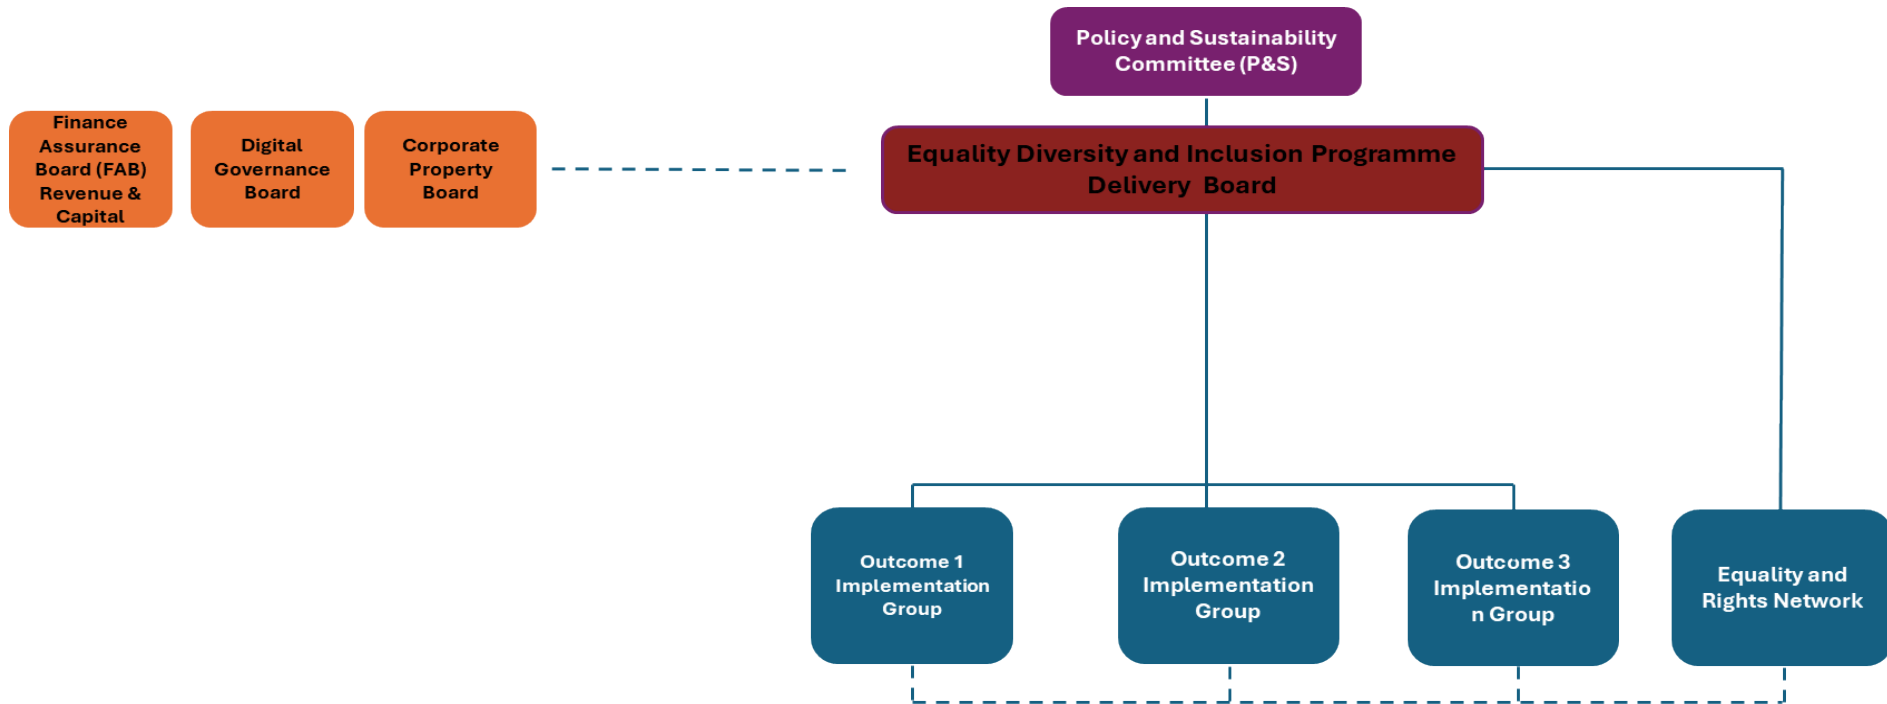 Policy and Sustainability
Committee (P&S)
Finance
Assurance
Board (FAB)
Revenue &
Capital
Digital
Governance
Board
Corporate
Property
Board
Equality Diversity and Inclusion Programme
Delivery Board
Outcome 1
Implementation
Group
Outcome 2
Implementation
Group
Outcome 3
Implementatio
n Group
Equality and
Rights Network